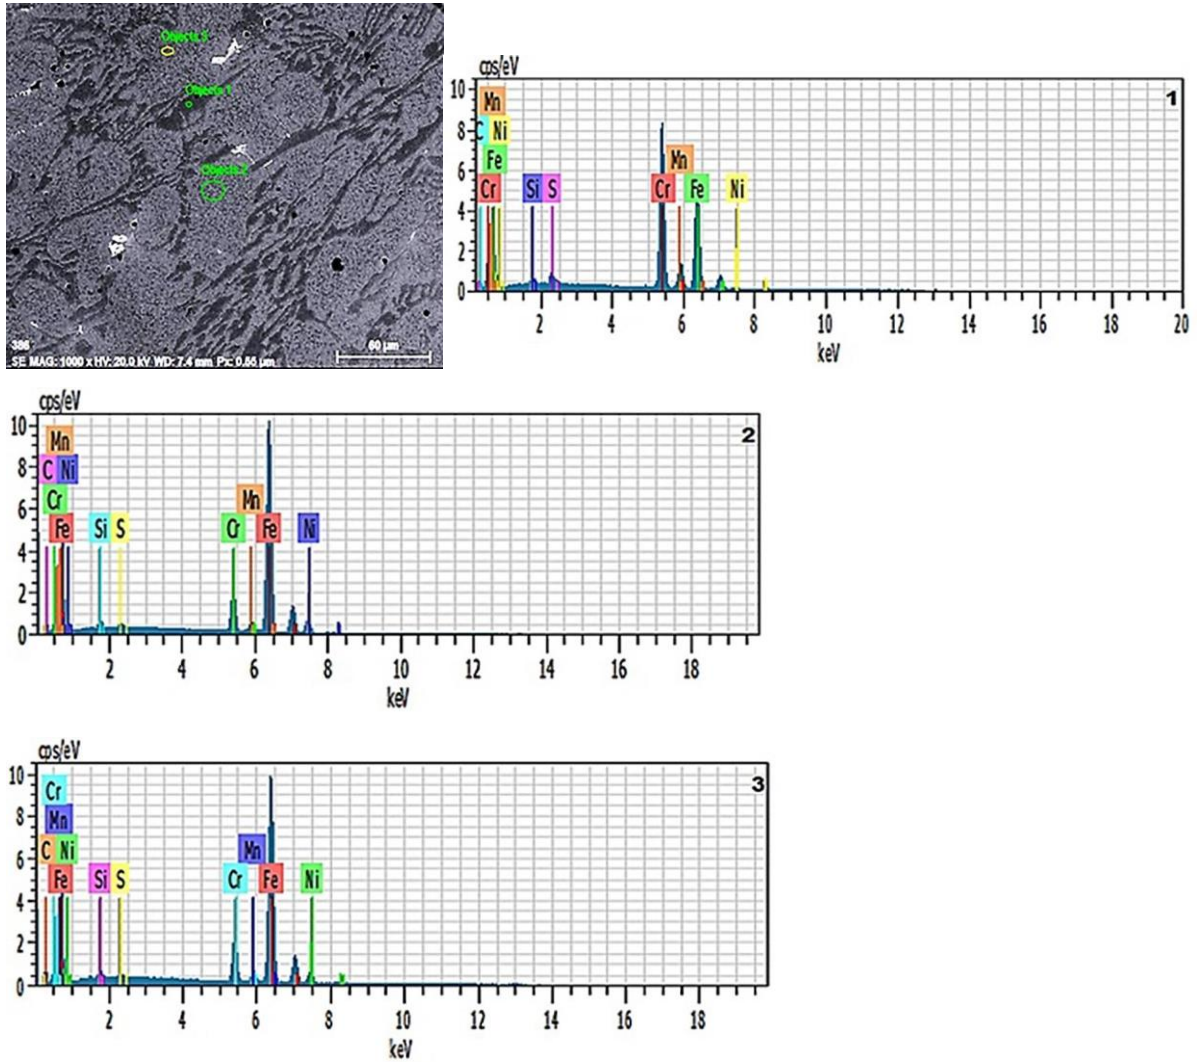 Objects 3
Objects 1
Objects 2
386
60 µm
SE MAG: 1000 x HV: 20.0 kV WD: 7.4 mm Px: 0.55 µm
cps/eV
1
10
8
6
4
2
0
Mn
C Ni
Fe
Cr Si S
Mn
Cr Fe Ni
2 4 6 8 10 12 14 16 18 20
keV
cps/eV
2
10
8
6
4
2
0
Mn
C Ni
Cr
Fe Si S
Mn
Cr Fe Ni
2 4 6 8 10 12 14 16 18
keV
cps/eV
3
10
8
6
4
2
0
Cr
Mn
C Ni
Fe Si S
Mn
Cr Fe Ni
2 4 6 8 10 12 14 16 18
keV